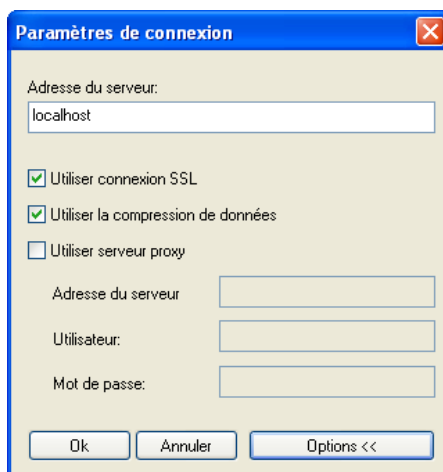 Paramètres de connexion
Adresse du serveur:
localhost
Utiliser connexion SSL
Utiliser la compression de données
Utiliser serveur proxy
Adresse du serveur
Utilisateur:
Mot de passe:
Ok Annuler Options <<